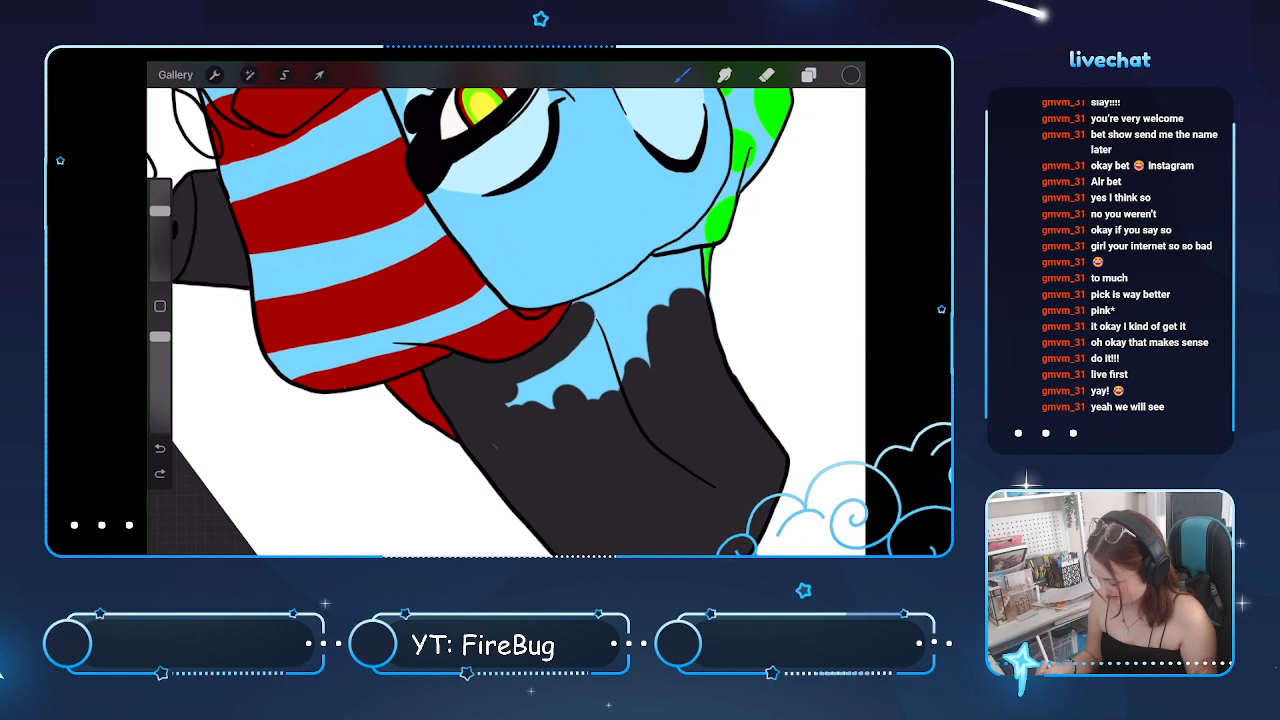 Gallery
livechat
gmvm_31 slay!!!!
gmvm_31 you're very welcome
gmvm_31 bet show send me the name
later
gmvm_31 okay bet 😂 Instagram
gmvm_31 Alr bet
gmvm_31 yes I think so
gmvm_31 no you weren't
gmvm_31 okay if you say so
gmvm_31 girl your internet so so bad
gmvm_31 😂
gmvm_31 to much
gmvm_31 pick is way better
gmvm_31 pink*
gmvm_31 it okay I kind of get it
gmvm_31 oh okay that makes sense
gmvm_31 do it!!!
gmvm_31 live first
gmvm_31 yay! 😂
gmvm_31 yeah we will see
YT: FireBug